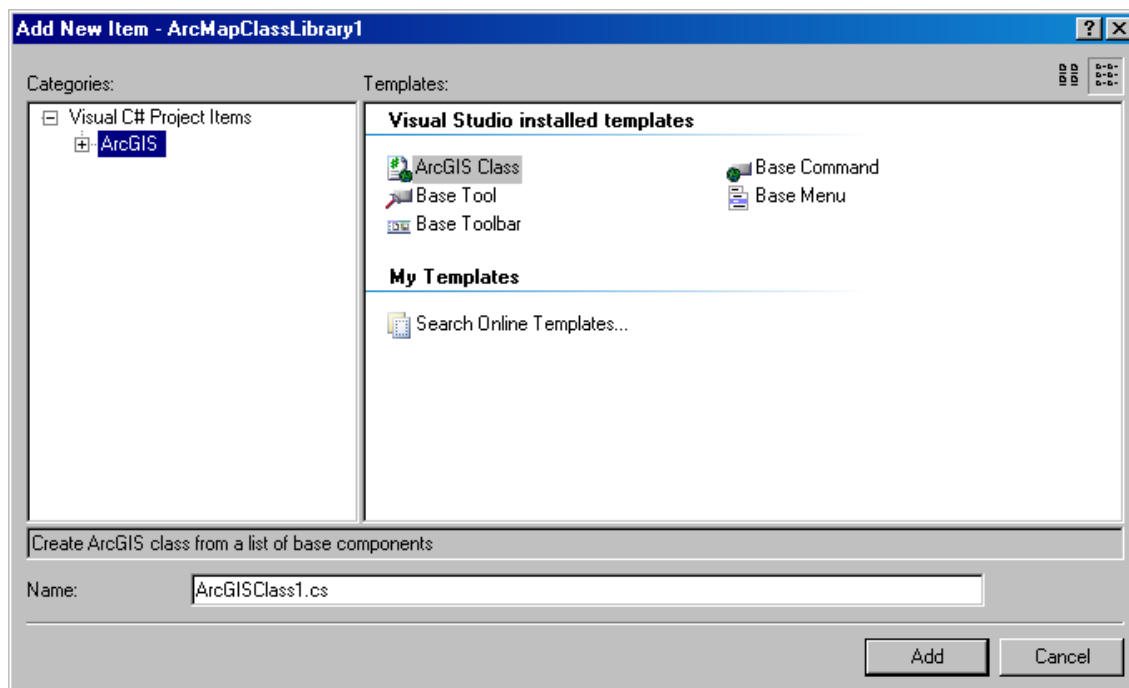 Add New Item - ArcMapClassLibrary1
Categories:
Templates:
Visual C# Project Items
ArcGIS
Visual Studio installed templates
ArcGIS Class
Base Command
Base Tool
Base Menu
Base Toolbar
My Templates
Search Online Templates...
Create ArcGIS class from a list of base components
Name:
ArcGISClass1.cs
Add
Cancel